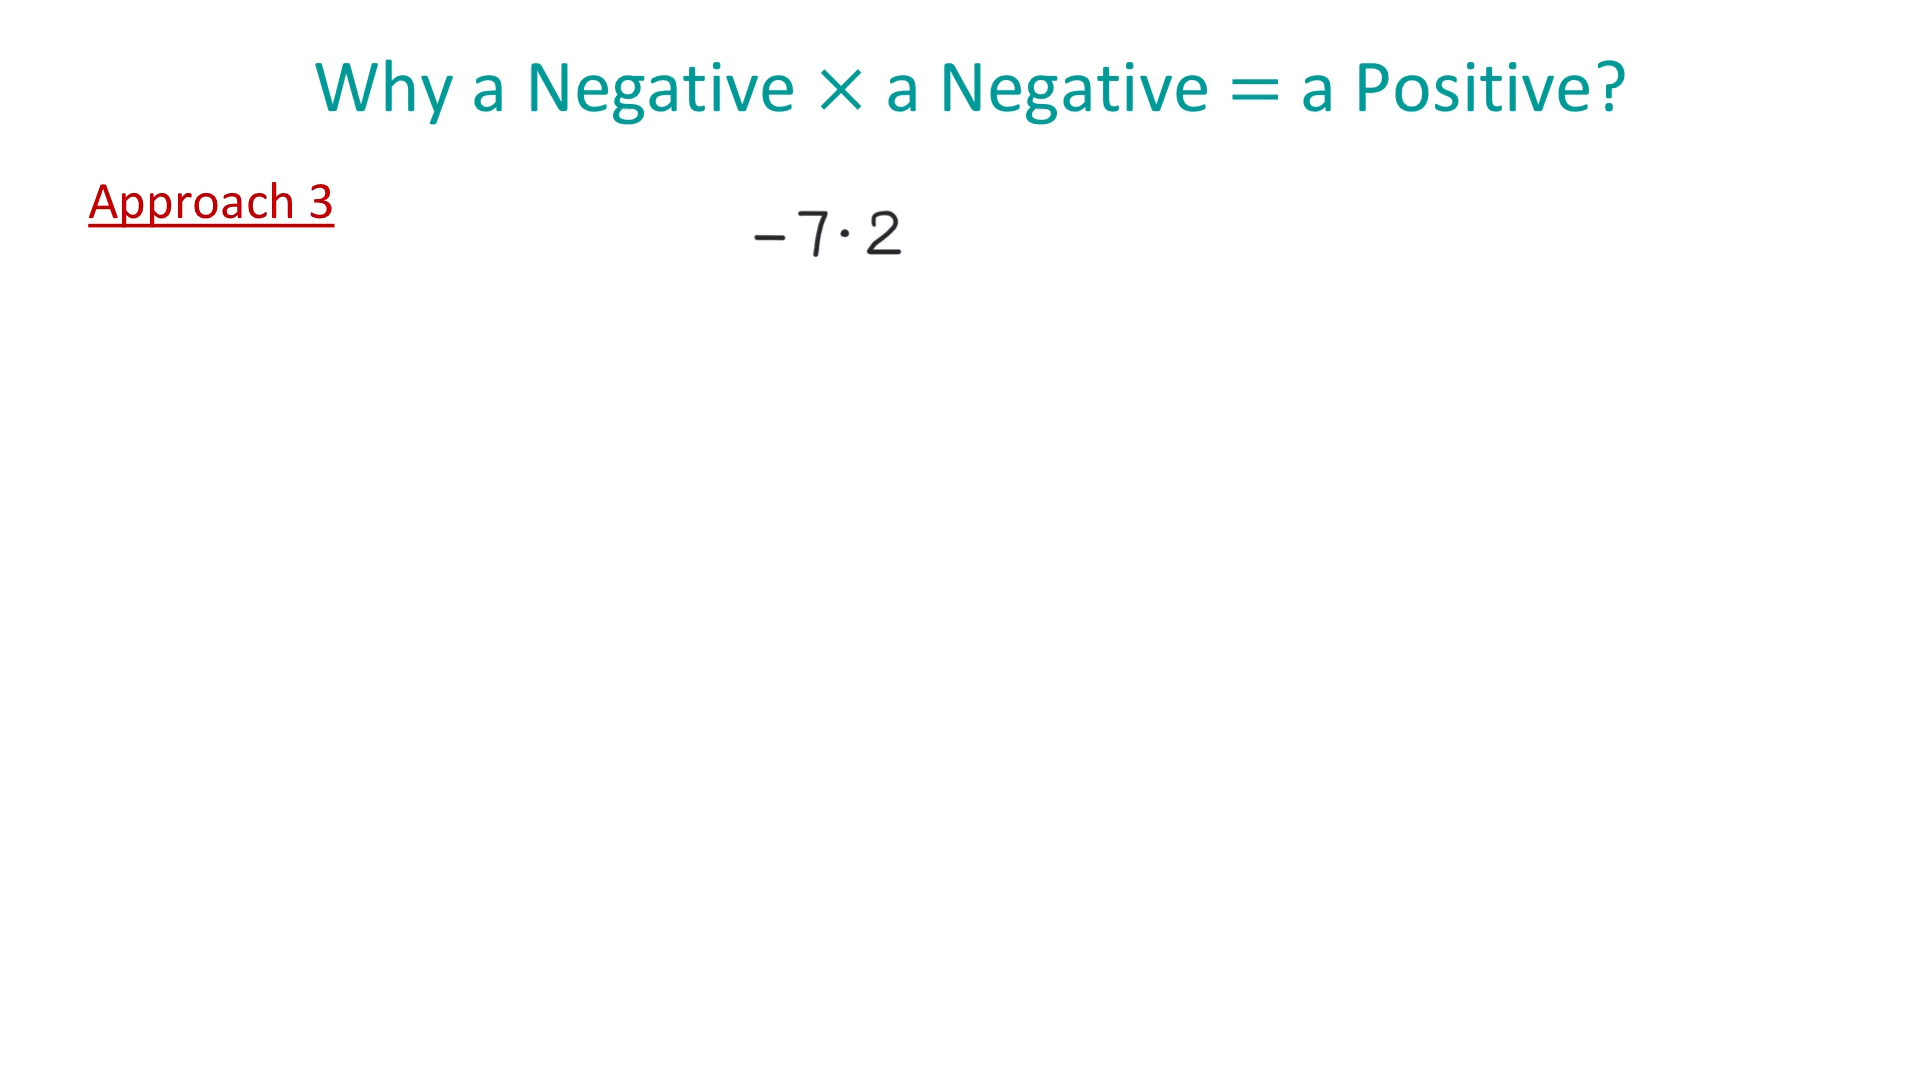 Why a Negative × a Negative = a Positive?
Approach 3
−7·2